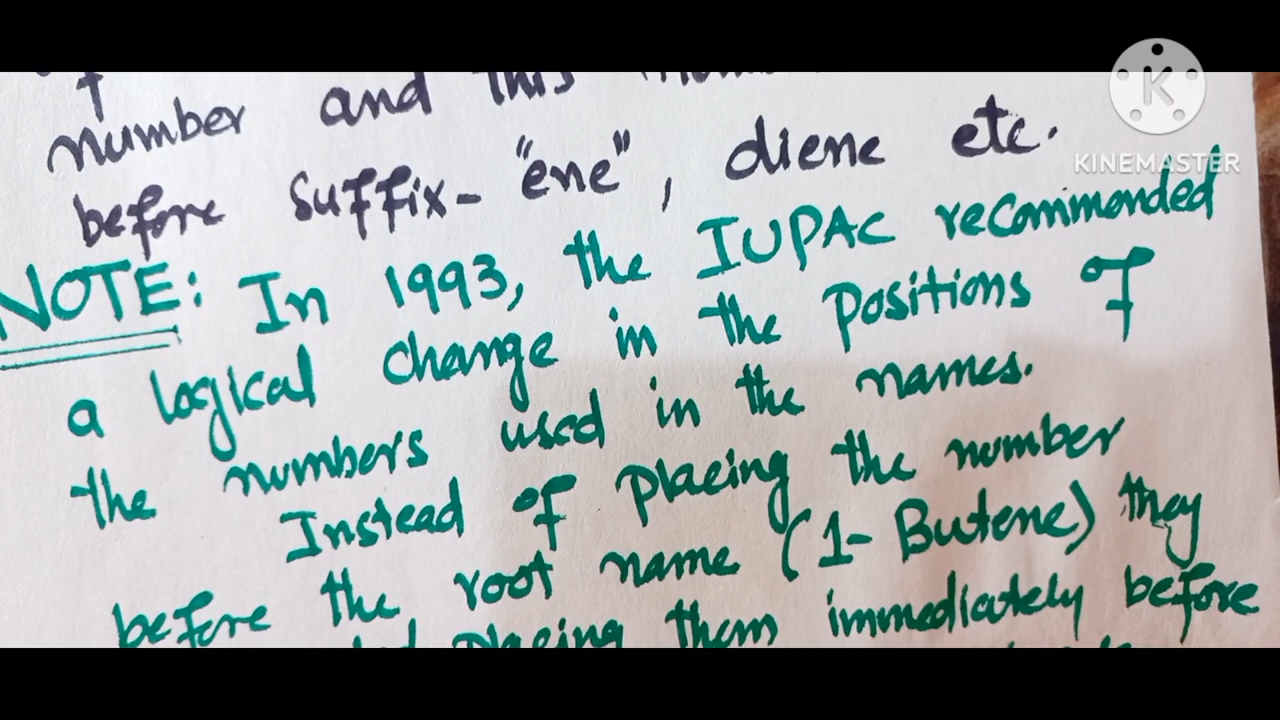 number and this
before suffix- "ene", diene etc.
NOTE: In 1993, the IUPAC recommended
a logical change in the positions of
the numbers used in the names.
Instead of placing the number
before the root name (1- Butene) they
placing them immediately before
KINEMASTER